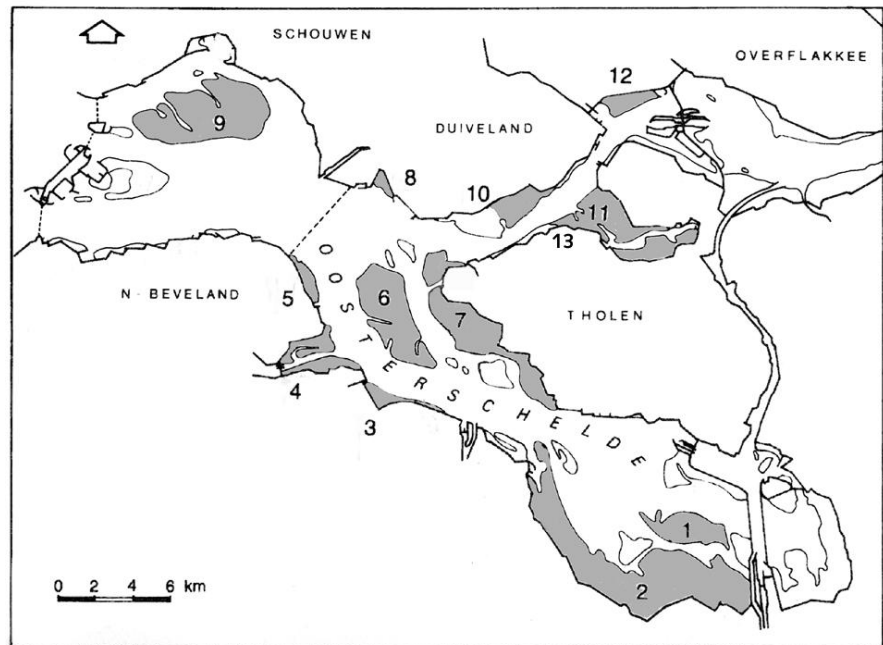 SCHOUWEN
OVERFLAKKEE
12
9
DUIVELAND
8
10
11
13
OOSTERSCHELDE
N - BEVELAND
5
6
7
THOLEN
4
3
1
2
0 2 4 6 km